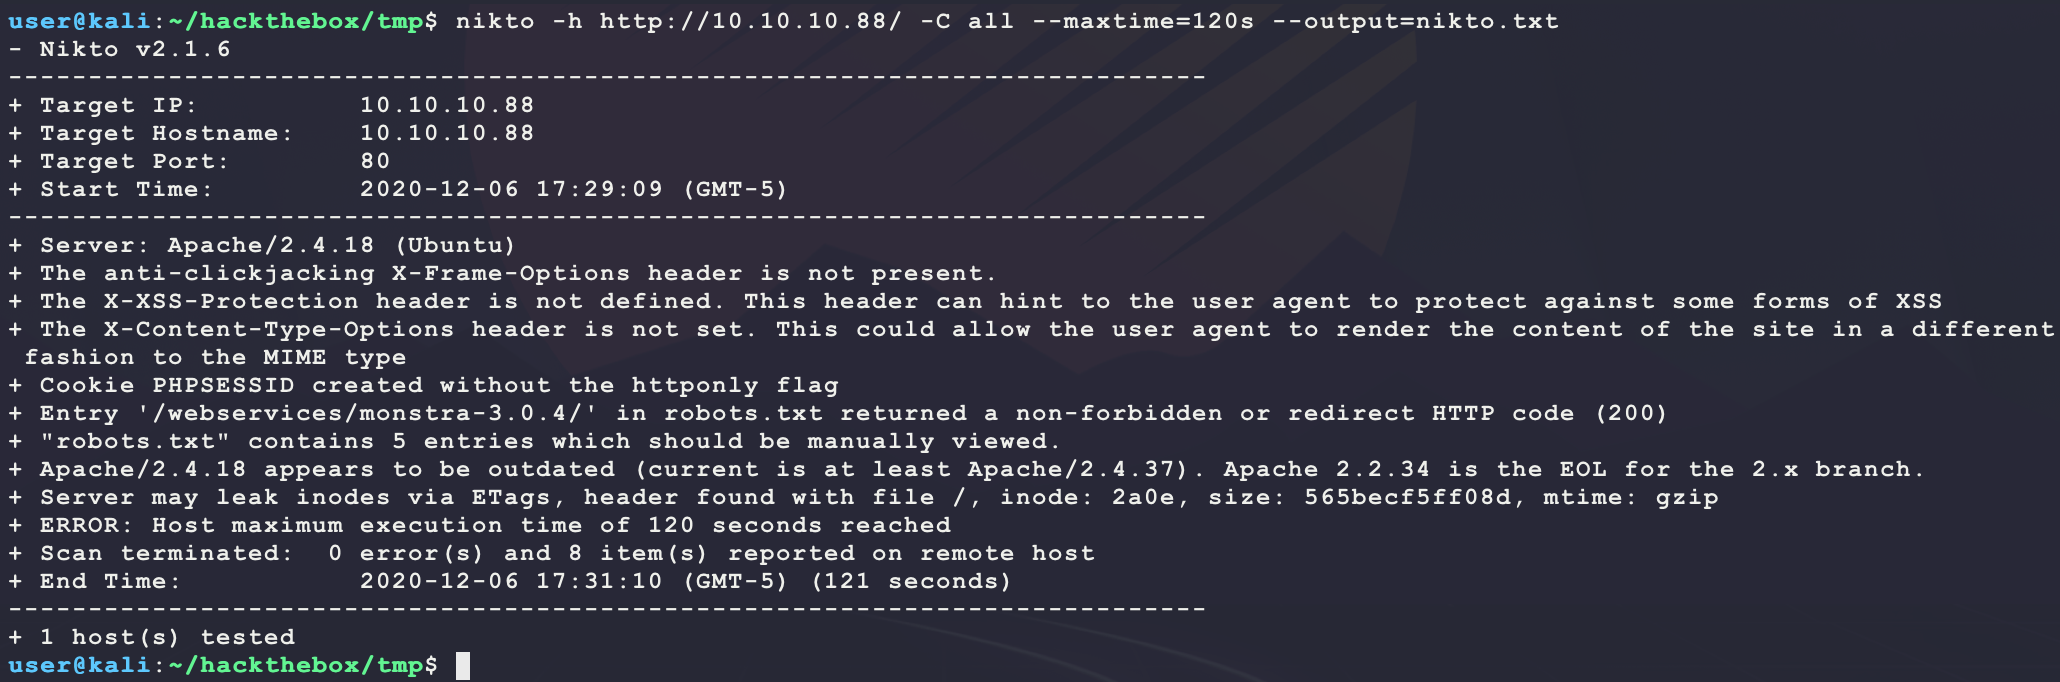 user@kali:~/hackthebox/tmp$ nikto -h http://10.10.10.88/ -C all --maxtime=120s --output=nikto.txt
- Nikto v2.1.6
---------------------------------------------------------------------------
+ Target IP:          10.10.10.88
+ Target Hostname:    10.10.10.88
+ Target Port:        80
+ Start Time:         2020-12-06 17:29:09 (GMT-5)
---------------------------------------------------------------------------
+ Server: Apache/2.4.18 (Ubuntu)
+ The anti-clickjacking X-Frame-Options header is not present.
+ The X-XSS-Protection header is not defined. This header can hint to the user agent to protect against some forms of XSS
+ The X-Content-Type-Options header is not set. This could allow the user agent to render the content of the site in a different
 fashion to the MIME type
+ Cookie PHPSESSID created without the httponly flag
+ Entry '/webservices/monstra-3.0.4/' in robots.txt returned a non-forbidden or redirect HTTP code (200)
+ "robots.txt" contains 5 entries which should be manually viewed.
+ Apache/2.4.18 appears to be outdated (current is at least Apache/2.4.37). Apache 2.2.34 is the EOL for the 2.x branch.
+ Server may leak inodes via ETags, header found with file /, inode: 2a0e, size: 565becf5ff08d, mtime: gzip
+ ERROR: Host maximum execution time of 120 seconds reached
+ Scan terminated:  0 error(s) and 8 item(s) reported on remote host
+ End Time:           2020-12-06 17:31:10 (GMT-5) (121 seconds)
---------------------------------------------------------------------------
+ 1 host(s) tested
user@kali:~/hackthebox/tmp$